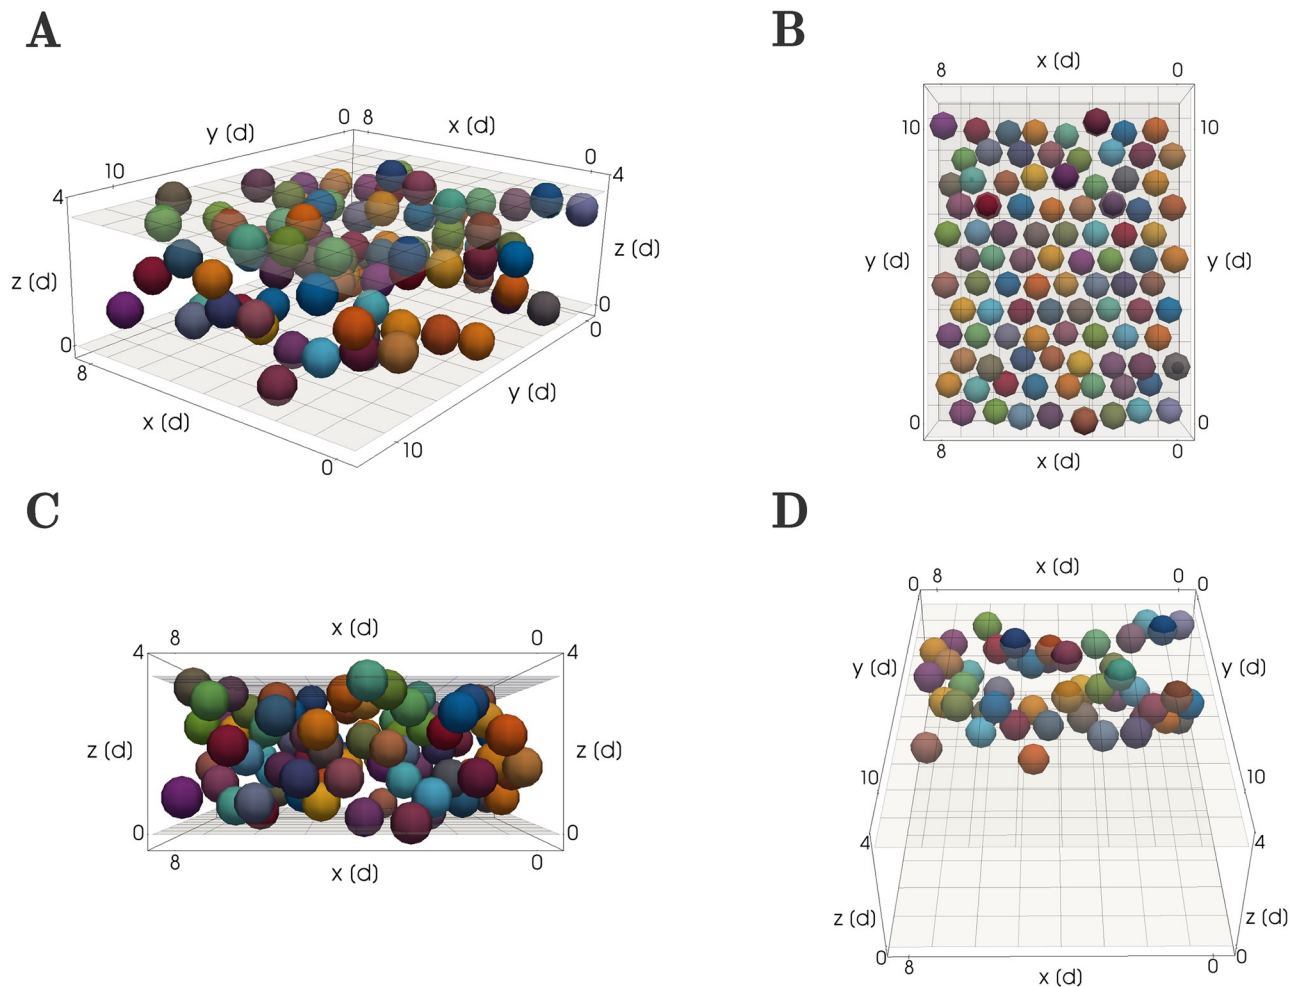 A
B
x (d)
8 0
10 10
y (d) y (d)
0 0
8 0
x (d)
0 8
y (d) x (d)
10 0
4 4
z (d) z (d)
0 0
0
8
x (d) y (d)
10
0
C
D
x (d)
8 0
4 4
z (d) z (d)
0 0
8 0
x (d)
x (d)
0 8 0 0
y (d) y (d)
10 10
4 4
z (d) z (d)
0 0
8 0
x (d)